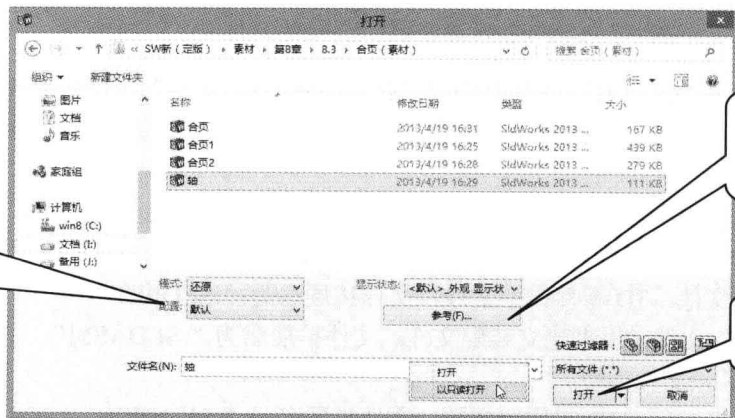 打开
« SW新（定版） ▸ 素材 ▸ 第8章 ▸ 8.3 ▸ 合页（素材） 搜索 合页（素材）
组织 新建文件夹
图片 名称 修改日期 类型 大小
文档
音乐
合页 2013/4/19 16:31 SldWorks 2013 ... 167 KB
合页1 2013/4/19 16:25 SldWorks 2013 ... 439 KB
合页2 2013/4/19 16:28 SldWorks 2013 ... 279 KB
轴 2013/4/19 16:29 SldWorks 2013 ... 111 KB
家庭组
计算机
win8 (C:)
文档 (I:)
备用 (J:)
模式: 还原 显示状态: <默认>_外观 显示状
配置: 默认 参考(F)...
快速过滤器：
文件名(N): 轴 所有文件 (*.*)
打开
以只读打开
打开 取消